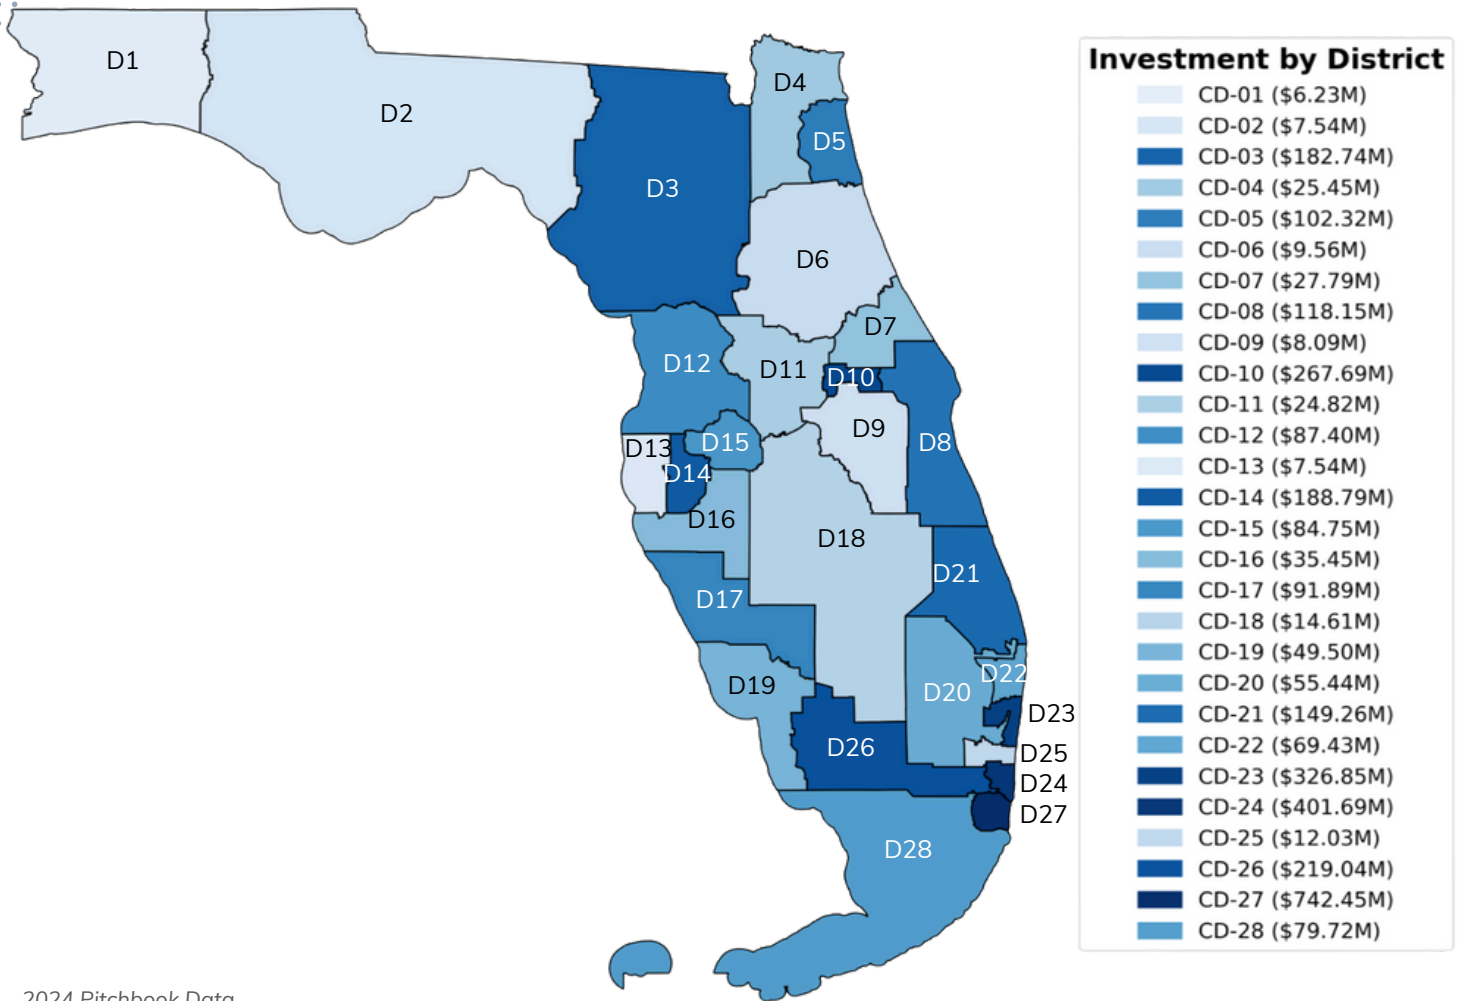 D1
D2
D3
D4
D5
D6
D7
D12
D11
D10
D9
D8
D13
D15
D14
D16
D18
D21
D17
D19
D20
D22
D23
D26
D25
D24
D27
D28
Investment by District
CD-01 ($6.23M)
CD-02 ($7.54M)
CD-03 ($182.74M)
CD-04 ($25.45M)
CD-05 ($102.32M)
CD-06 ($9.56M)
CD-07 ($27.79M)
CD-08 ($118.15M)
CD-09 ($8.09M)
CD-10 ($267.69M)
CD-11 ($24.82M)
CD-12 ($87.40M)
CD-13 ($7.54M)
CD-14 ($188.79M)
CD-15 ($84.75M)
CD-16 ($35.45M)
CD-17 ($91.89M)
CD-18 ($14.61M)
CD-19 ($49.50M)
CD-20 ($55.44M)
CD-21 ($149.26M)
CD-22 ($69.43M)
CD-23 ($326.85M)
CD-24 ($401.69M)
CD-25 ($12.03M)
CD-26 ($219.04M)
CD-27 ($742.45M)
CD-28 ($79.72M)
2024 Pitchbook Data